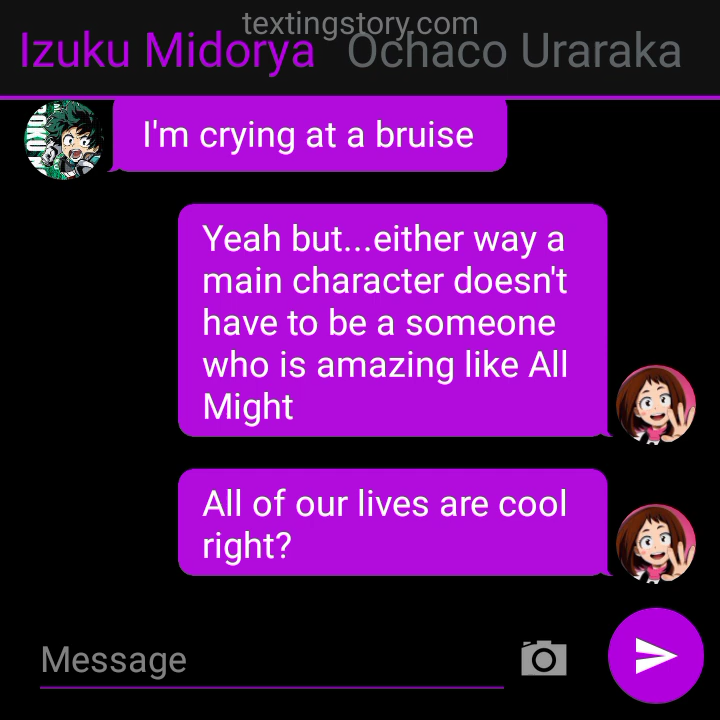 textingstory.com
Izuku Midorya Ochaco Uraraka
I'm crying at a bruise
Yeah but...either way a
main character doesn't
have to be a someone
who is amazing like All
Might
All of our lives are cool
right?
Message